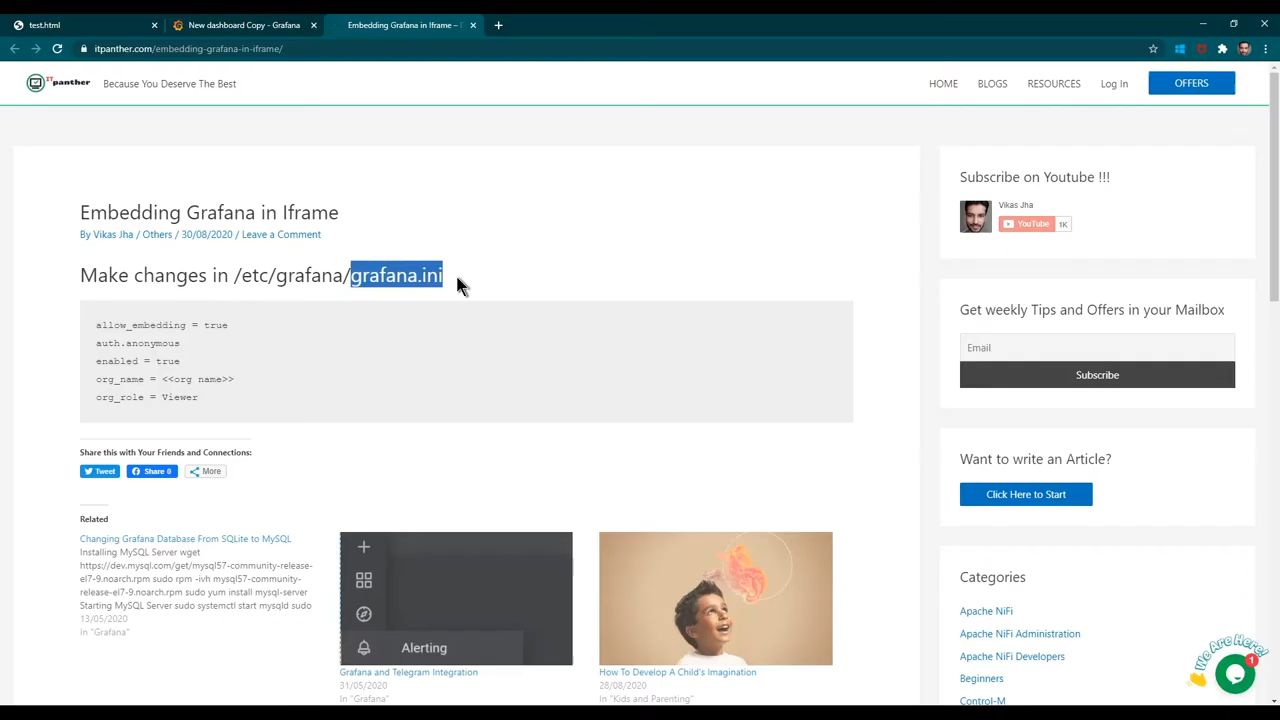 test.html
New dashboard Copy - Grafana
Embedding Grafana in Iframe –
itpanther.com/embedding-grafana-in-iframe/
ITpanther
Because You Deserve The Best
HOME
BLOGS
RESOURCES
Log In
OFFERS
Embedding Grafana in Iframe
By Vikas Jha / Others / 30/08/2020 / Leave a Comment
Make changes in /etc/grafana/grafana.ini
allow_embedding = true
auth.anonymous
enabled = true
org_name = <<org name>>
org_role = Viewer
Share this with Your Friends and Connections:
Tweet
Share 0
More
Related
Changing Grafana Database From SQLite to MySQL
Installing MySQL Server wget
https://dev.mysql.com/get/mysql57-community-release-
el7-9.noarch.rpm sudo rpm -ivh mysql57-community-
release-el7-9.noarch.rpm sudo yum install mysql-server
Starting MySQL Server sudo systemctl start mysqld sudo
13/05/2020
In "Grafana"
Alerting
Grafana and Telegram Integration
31/05/2020
In "Grafana"
How To Develop A Child's Imagination
28/08/2020
In "Kids and Parenting"
Subscribe on Youtube !!!
Vikas Jha
YouTube
1K
Get weekly Tips and Offers in your Mailbox
Email
Subscribe
Want to write an Article?
Click Here to Start
Categories
Apache NiFi
Apache NiFi Administration
Apache NiFi Developers
Beginners
Control-M
We Are Here!
1